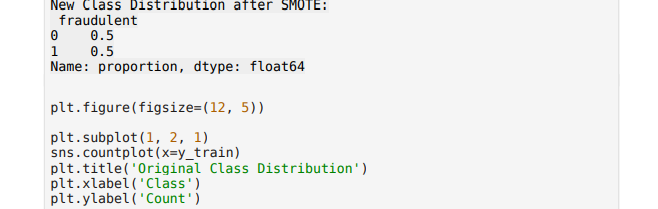 New Class Distribution after SMOTE:
 fraudulent
0    0.5
1    0.5
Name: proportion, dtype: float64
plt.figure(figsize=(12, 5))
plt.subplot(1, 2, 1)
sns.countplot(x=y_train)
plt.title('Original Class Distribution')
plt.xlabel('Class')
plt.ylabel('Count')